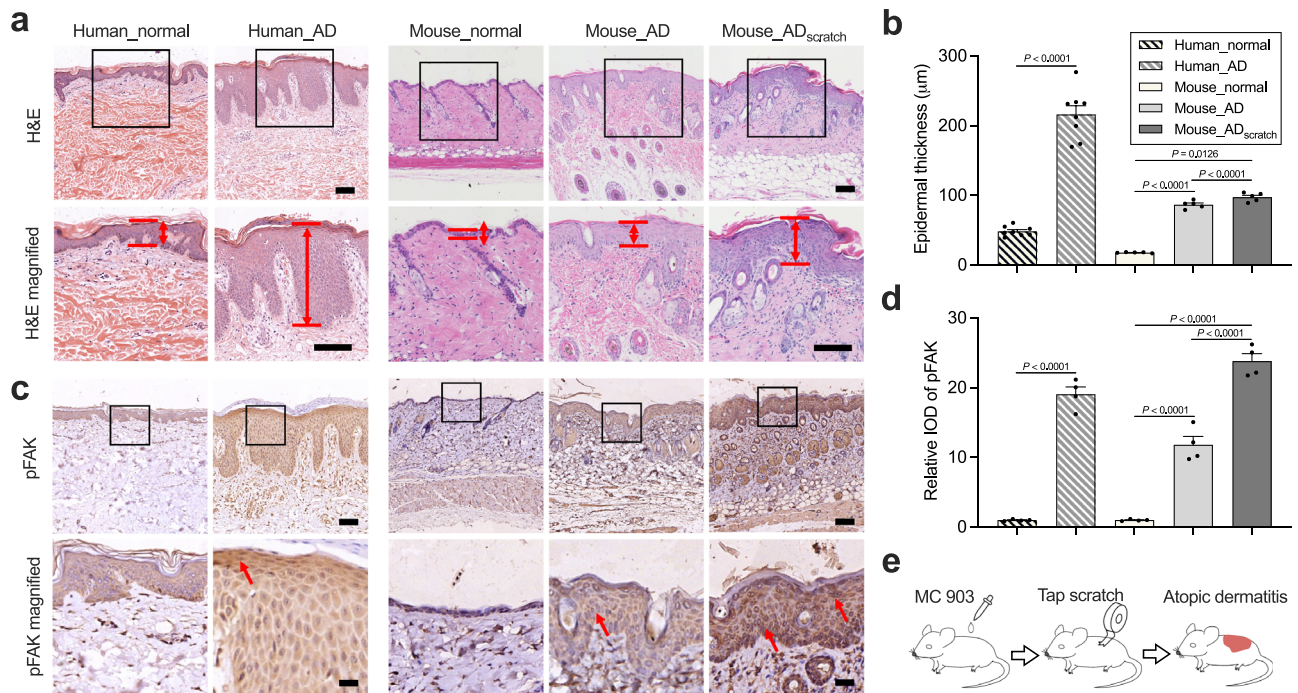 a
Human_normal
Human_AD
Mouse_normal
Mouse_AD
Mouse_ADscratch
H&E
H&E magnified
b
Epidermal thickness (μm)
300
200
100
0
P < 0.0001
P = 0.0126
P < 0.0001
P < 0.0001
Human_normal
Human_AD
Mouse_normal
Mouse_AD
Mouse_ADscratch
c
pFAK
pFAK magnified
d
Relative IOD of pFAK
30
20
10
0
P < 0.0001
P < 0.0001
P < 0.0001
P < 0.0001
e
MC 903
Tap scratch
Atopic dermatitis